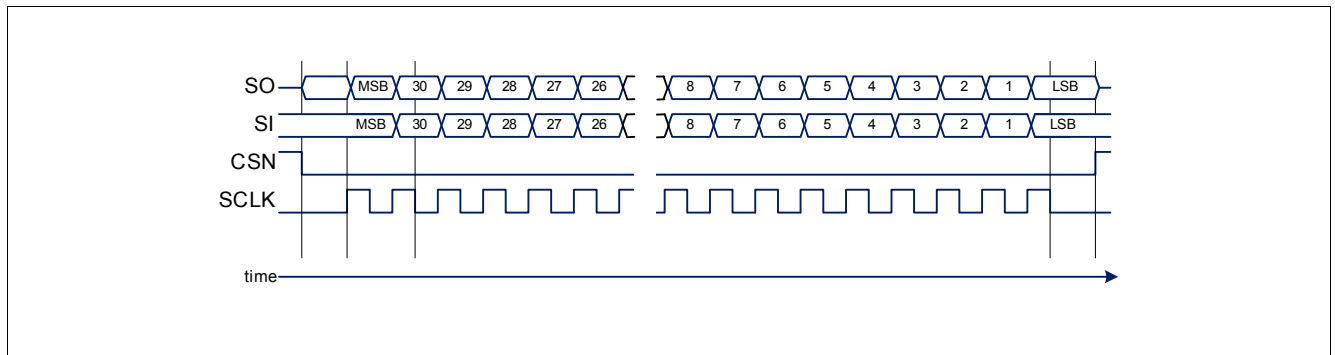 SO MSB 30 29 28 27 26 8 7 6 5 4 3 2 1 LSB
SI MSB 30 29 28 27 26 8 7 6 5 4 3 2 1 LSB
CSN
SCLK
time